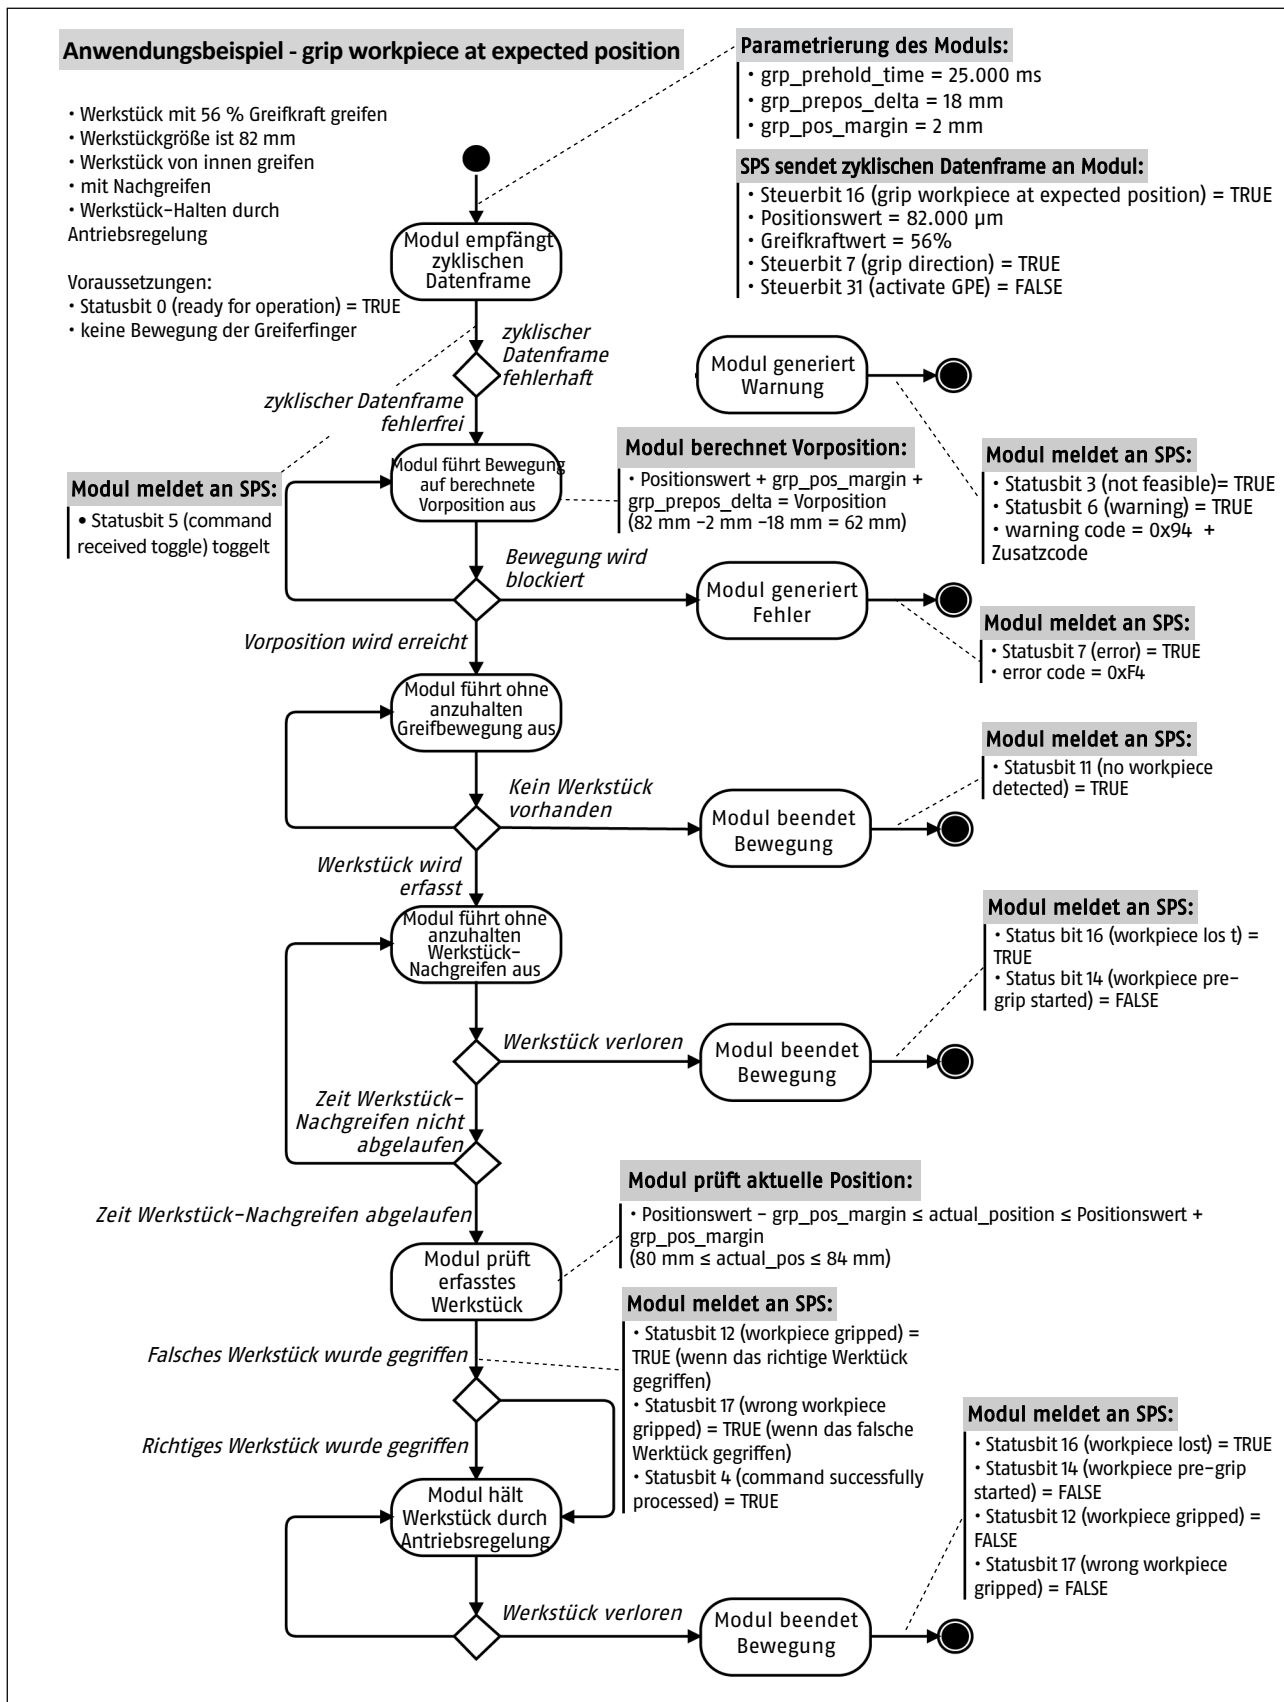 Anwendungsbeispiel - grip workpiece at expected position
• Werkstück mit 56 % Greifkraft greifen
• Werkstückgröße ist 82 mm
• Werkstück von innen greifen
• mit Nachgreifen
• Werkstück-Halten durch
Antriebsregelung
Voraussetzungen:
• Statusbit 0 (ready for operation) = TRUE
• keine Bewegung der Greiferfinger
Parametrierung des Moduls:
• grp_prehold_time = 25.000 ms
• grp_prepos_delta = 18 mm
• grp_pos_margin = 2 mm
SPS sendet zyklischen Datenframe an Modul:
• Steuerbit 16 (grip workpiece at expected position) = TRUE
• Positionswert = 82.000 µm
• Greifkraftwert = 56%
• Steuerbit 7 (grip direction) = TRUE
• Steuerbit 31 (activate GPE) = FALSE
Modul empfängt
zyklischen
Datenframe
zyklischer
Datenframe
fehlerhaft
Modul generiert
Warnung
zyklischer Datenframe
fehlerfrei
Modul meldet an SPS:
• Statusbit 3 (not feasible)= TRUE
• Statusbit 6 (warning) = TRUE
• warning code = 0x94 +
Zusatzcode
Modul meldet an SPS:
• Statusbit 5 (command
received toggle) toggelt
Modul führt Bewegung
auf berechnete
Vorposition aus
Modul berechnet Vorposition:
• Positionswert + grp_pos_margin +
grp_prepos_delta = Vorposition
(82 mm -2 mm -18 mm = 62 mm)
Bewegung wird
blockiert
Modul generiert
Fehler
Modul meldet an SPS:
• Statusbit 7 (error) = TRUE
• error code = 0xF4
Vorposition wird erreicht
Modul führt ohne
anzuhalten
Greifbewegung aus
Kein Werkstück
vorhanden
Modul beendet
Bewegung
Modul meldet an SPS:
• Statusbit 11 (no workpiece
detected) = TRUE
Werkstück wird
erfasst
Modul führt ohne
anzuhalten
Werkstück-
Nachgreifen aus
Werkstück verloren
Modul beendet
Bewegung
Modul meldet an SPS:
• Status bit 16 (workpiece los t) =
TRUE
• Status bit 14 (workpiece pre-
grip started) = FALSE
Zeit Werkstück-
Nachgreifen nicht
abgelaufen
Zeit Werkstück-Nachgreifen abgelaufen
Modul prüft aktuelle Position:
• Positionswert - grp_pos_margin ≤ actual_position ≤ Positionswert +
grp_pos_margin
(80 mm ≤ actual_pos ≤ 84 mm)
Modul prüft
erfasstes
Werkstück
Modul meldet an SPS:
• Statusbit 12 (workpiece gripped) =
TRUE (wenn das richtige Werktück
gegriffen)
• Statusbit 17 (wrong workpiece
gripped) = TRUE (wenn das falsche
Werktück gegriffen)
• Statusbit 4 (command successfully
processed) = TRUE
Falsches Werkstück wurde gegriffen
Richtiges Werkstück wurde gegriffen
Modul hält
Werkstück durch
Antriebsregelung
Werkstück verloren
Modul beendet
Bewegung
Modul meldet an SPS:
• Statusbit 16 (workpiece lost) = TRUE
• Statusbit 14 (workpiece pre-grip
started) = FALSE
• Statusbit 12 (workpiece gripped) =
FALSE
• Statusbit 17 (wrong workpiece
gripped) = FALSE